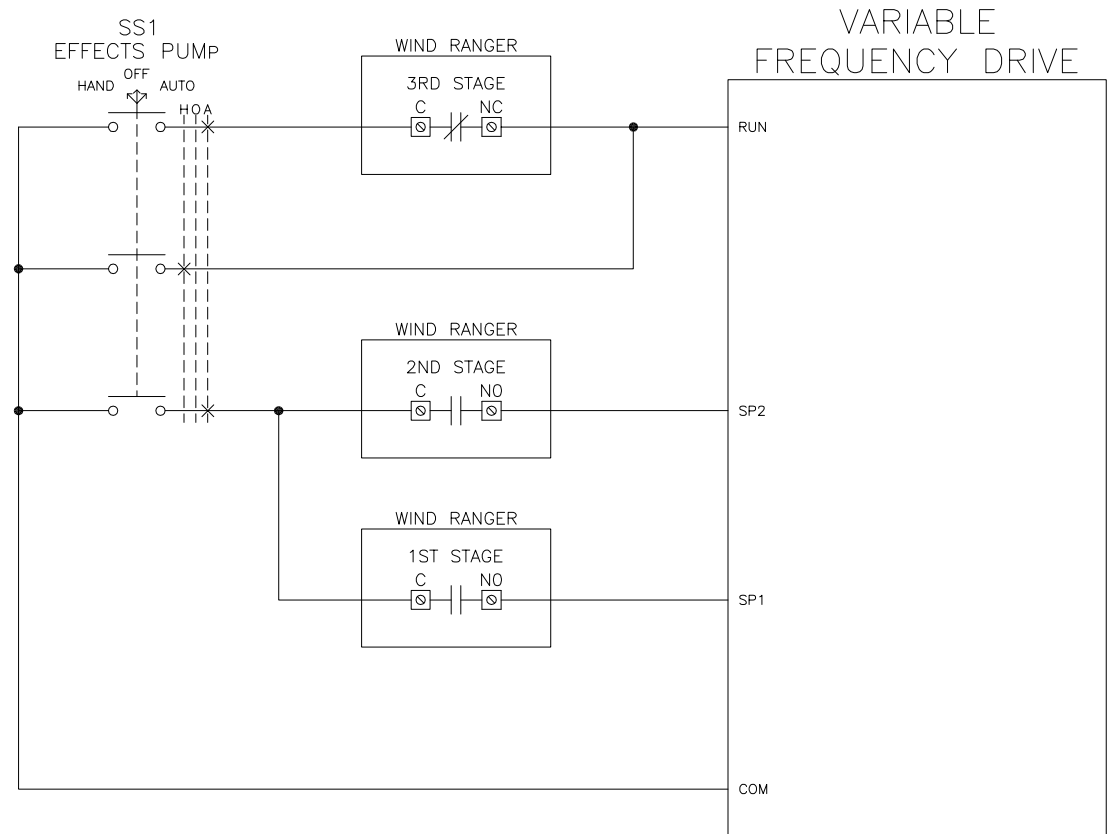 SS1
EFFECTS PUMP
HAND OFF AUTO
H O A
WIND RANGER
3RD STAGE
C NC
VARIABLE
FREQUENCY DRIVE
RUN
WIND RANGER
2ND STAGE
C NO
SP2
WIND RANGER
1ST STAGE
C NO
SP1
COM